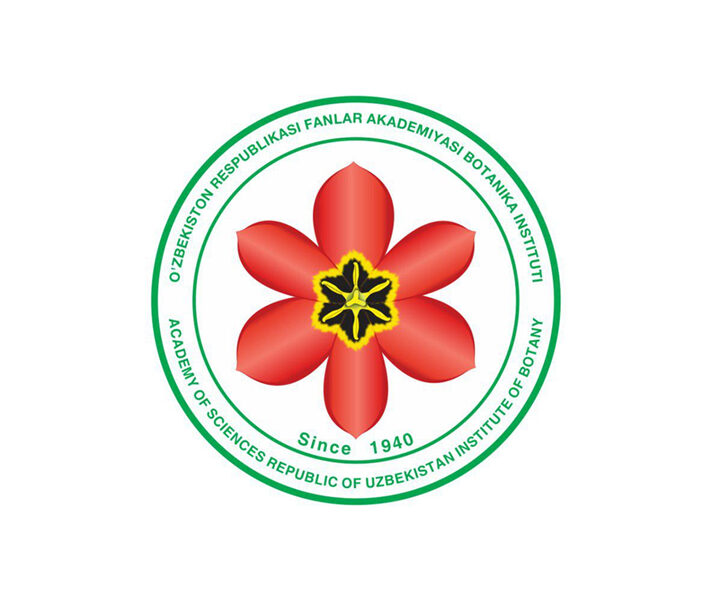 O'ZBEKISTON RESPUBLIKASI FANLAR AKADEMIYASI BOTANIKA INSTITUTI
Since 1940
ACADEMY OF SCIENCES REPUBLIC OF UZBEKISTAN INSTITUTE OF BOTANY